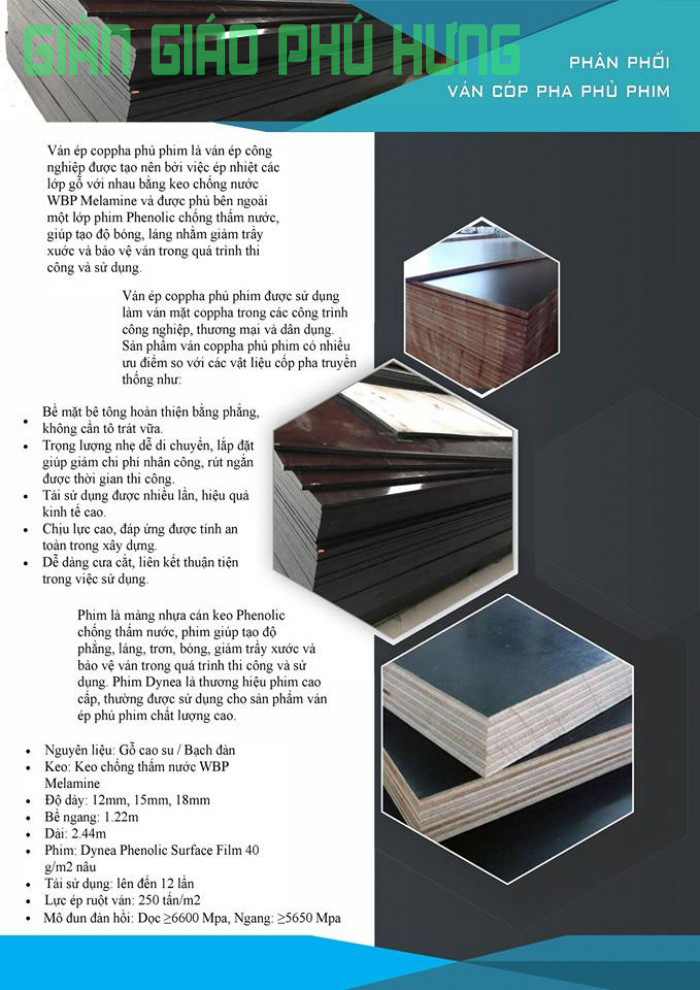 GIÀN GIÁO PHÚ HƯNG
PHÂN PHỐI
VÁN CÓP PHA PHỦ PHIM
Ván ép coppha phủ phim là ván ép công
nghiệp được tạo nên bởi việc ép nhiệt các
lớp gỗ với nhau bằng keo chống nước
WBP Melamine và được phủ bên ngoài
một lớp phim Phenolic chống thấm nước,
giúp tạo độ bóng, láng nhằm giảm trầy
xước và bảo vệ ván trong quá trình thi
công và sử dụng.
Ván ép coppha phủ phim được sử dụng
làm ván mặt coppha trong các công trình
công nghiệp, thương mại và dân dụng.
Sản phẩm ván coppha phủ phim có nhiều
ưu điểm so với các vật liệu cốp pha truyền
thống như:
• Bề mặt bê tông hoàn thiện bằng phẳng,
không cần tô trát vữa.
• Trọng lượng nhẹ dễ di chuyển, lắp đặt
giúp giảm chi phí nhân công, rút ngắn
được thời gian thi công.
• Tái sử dụng được nhiều lần, hiệu quả
kinh tế cao.
• Chịu lực cao, đáp ứng được tính an
toàn trong xây dựng.
• Dễ dàng cưa cắt, liên kết thuận tiện
trong việc sử dụng.
Phim là màng nhựa cán keo Phenolic
chống thấm nước, phim giúp tạo độ
phẳng, láng, trơn, bóng, giảm trầy xước và
bảo vệ ván trong quá trình thi công và sử
dụng. Phim Dynea là thương hiệu phim cao
cấp, thường được sử dụng cho sản phẩm ván
ép phủ phim chất lượng cao.
• Nguyên liệu: Gỗ cao su / Bạch đàn
• Keo: Keo chống thấm nước WBP
Melamine
• Độ dày: 12mm, 15mm, 18mm
• Bề ngang: 1.22m
• Dài: 2.44m
• Phim: Dynea Phenolic Surface Film 40
g/m2 nâu
• Tái sử dụng: lên đến 12 lần
• Lực ép ruột ván: 250 tấn/m2
• Mô đun đàn hồi: Dọc ≥6600 Mpa, Ngang: ≥5650 Mpa